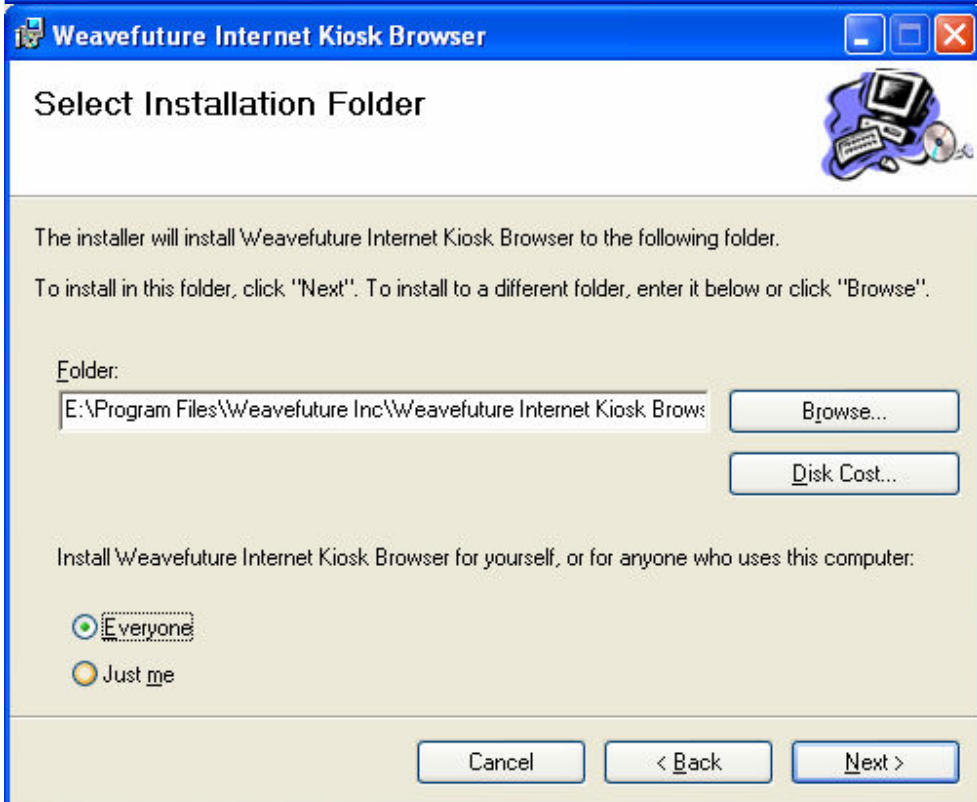 Weavefuture Internet Kiosk Browser
Select Installation Folder
The installer will install Weavefuture Internet Kiosk Browser to the following folder.
To install in this folder, click "Next". To install to a different folder, enter it below or click "Browse".
Folder:
E:\Program Files\Weavefuture Inc\Weavefuture Internet Kiosk Brows
Browse...
Disk Cost...
Install Weavefuture Internet Kiosk Browser for yourself, or for anyone who uses this computer:
Everyone
Just me
Cancel
< Back
Next >